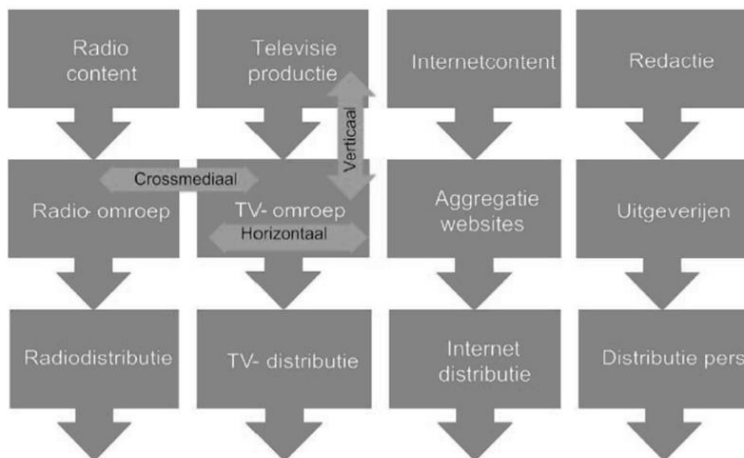 Radio
content
Televisie
productie
Internetcontent
Redactie
Verticaal
Crossmediaal
Radio- omroep
TV- omroep
Horizontaal
Aggregatie
websites
Uitgeverijen
Radiodistributie
TV- distributie
Internet
distributie
Distributie pers